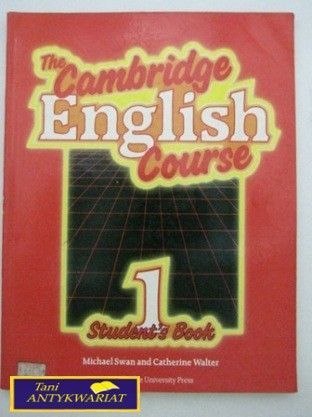 The
Cambridge
English
Course
1
Student's Book
Michael Swan and Catherine Walter
University Press
Tani
ANTYKWARIAT